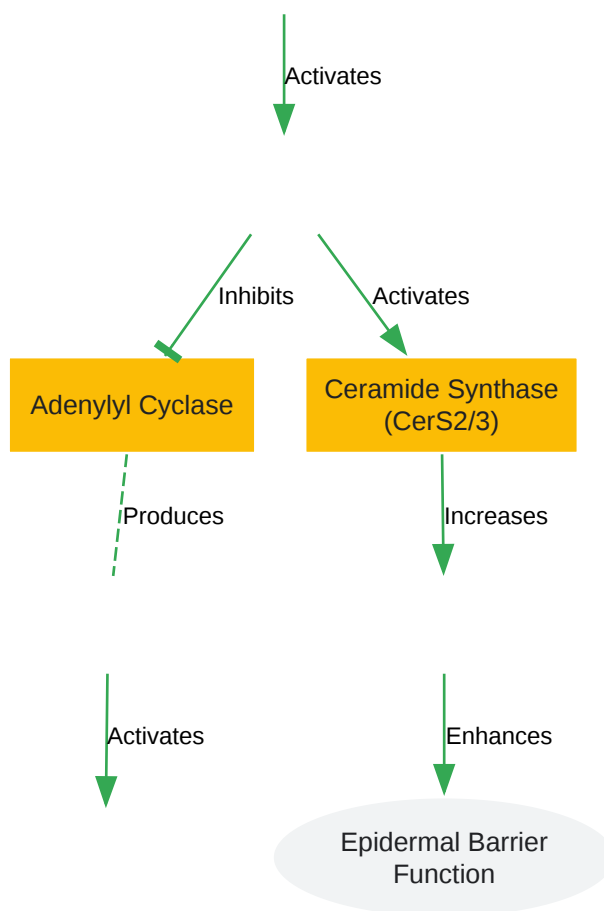 Activates
Inhibits
Activates
Adenylyl Cyclase
Ceramide Synthase
(CerS2/3)
Produces
Increases
Activates
Enhances
Epidermal Barrier
Function